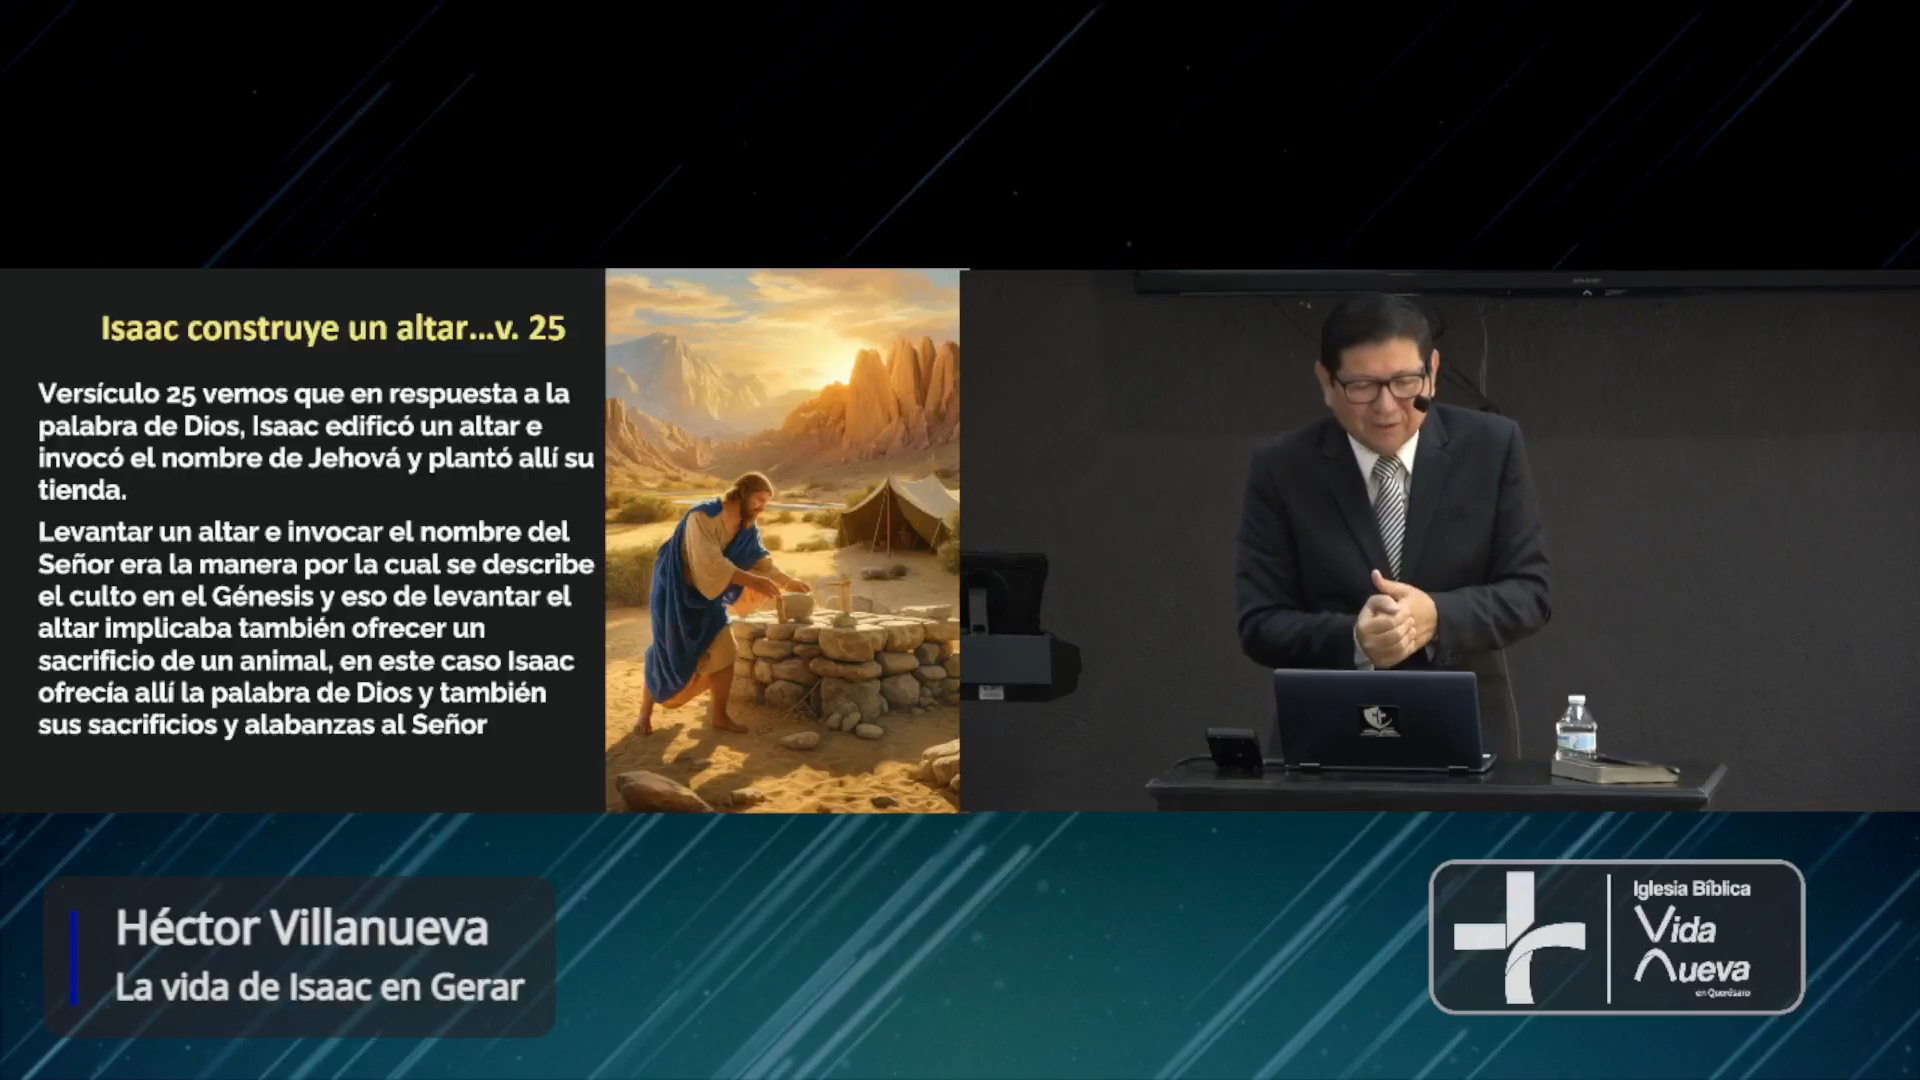 Isaac construye un altar...v. 25
Versículo 25 vemos que en respuesta a la
palabra de Dios, Isaac edificó un altar e
invocó el nombre de Jehová y plantó allí su
tienda.
Levantar un altar e invocar el nombre del
Señor era la manera por la cual se describe
el culto en el Génesis y eso de levantar el
altar implicaba también ofrecer un
sacrificio de un animal, en este caso Isaac
ofrecía allí la palabra de Dios y también
sus sacrificios y alabanzas al Señor
Héctor Villanueva
La vida de Isaac en Gerar
Iglesia Bíblica
Vida
Nueva
en Querétaro